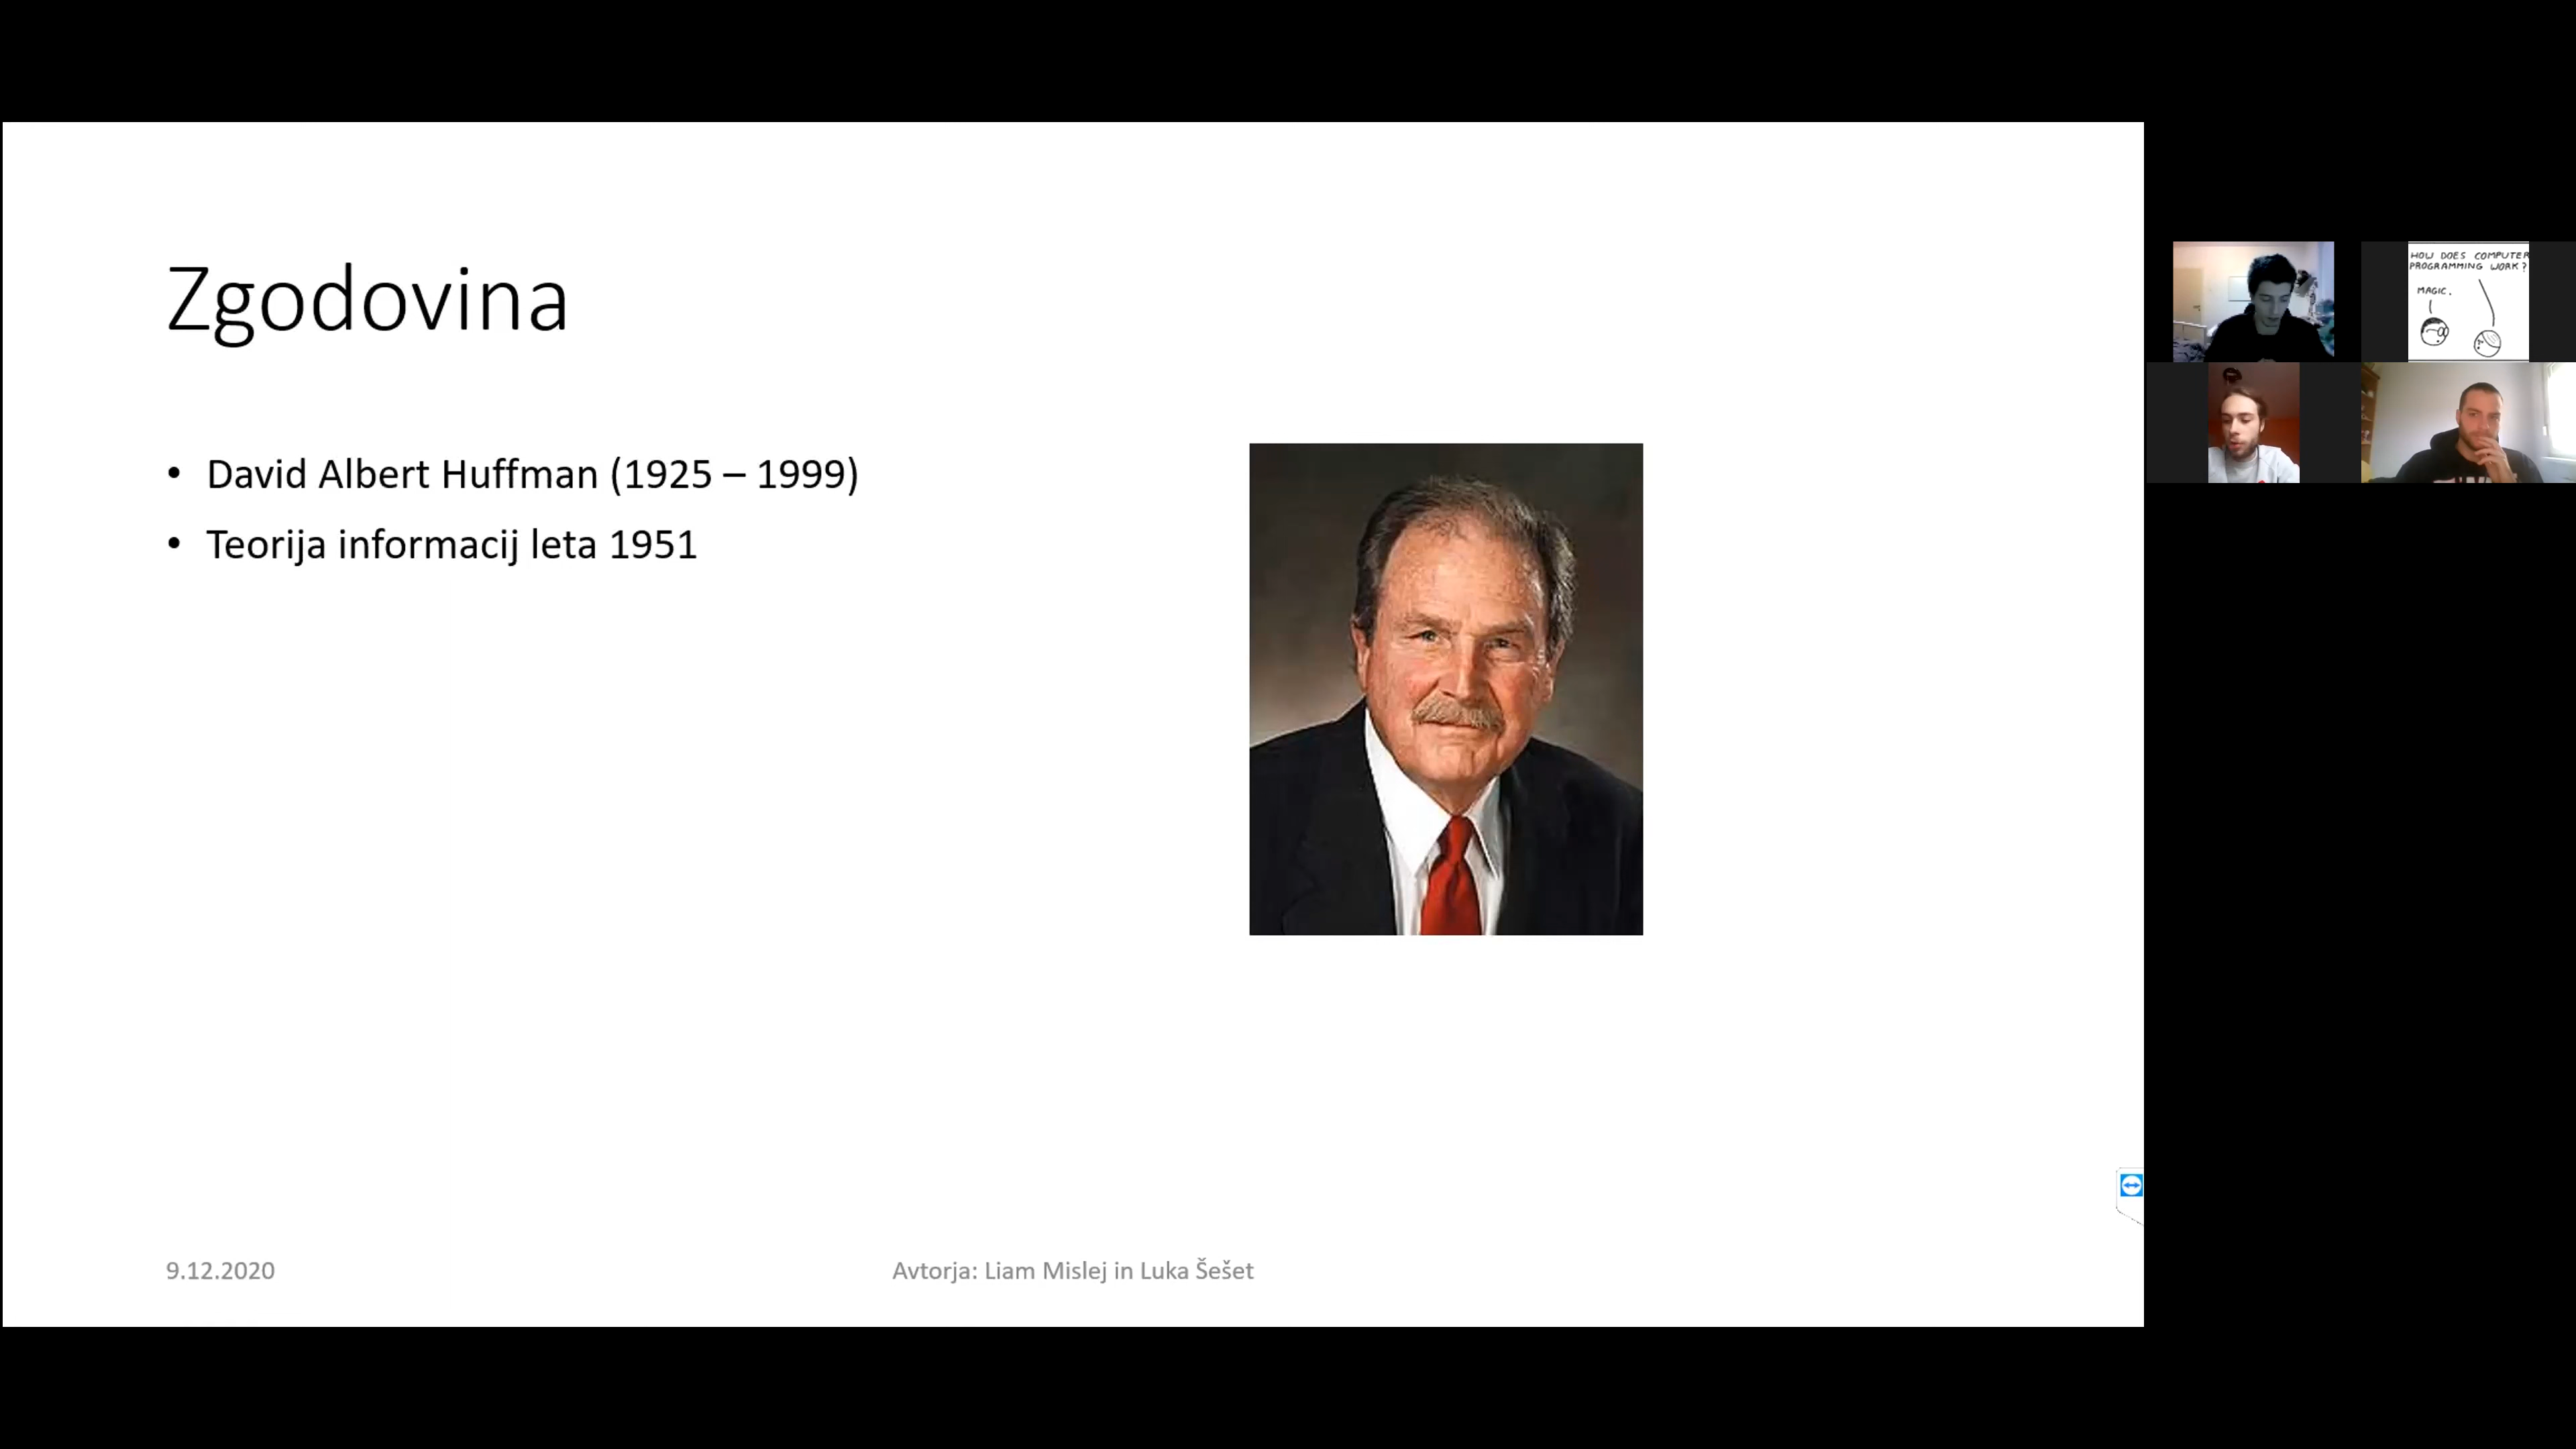 Zgodovina
• David Albert Huffman (1925 – 1999)
• Teorija informacij leta 1951
9.12.2020
Avtorja: Liam Mislej in Luka Šešet
HOW DOES COMPUTER
PROGRAMMING WORK?
MAGIC.